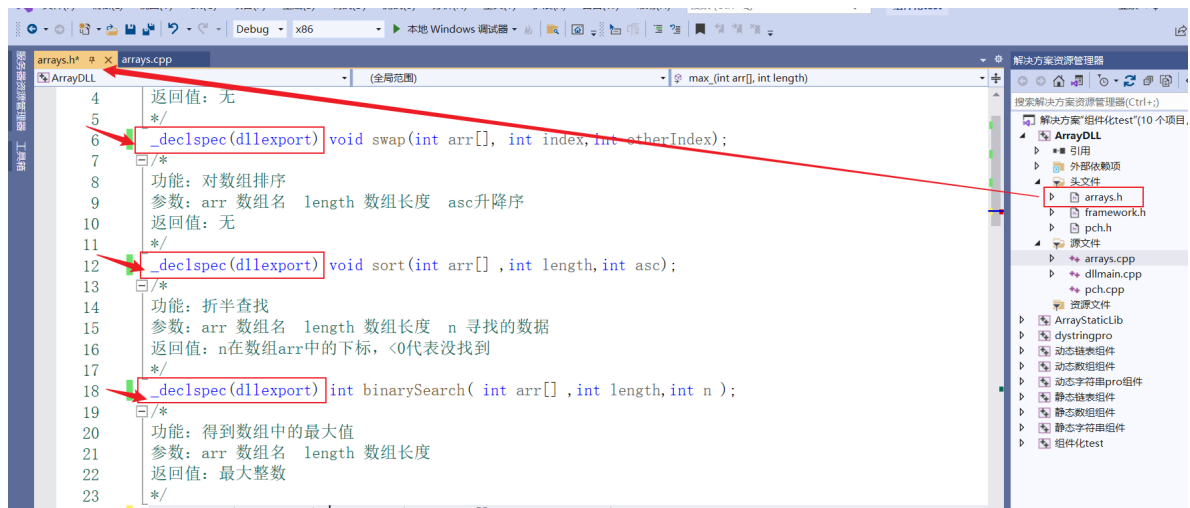 Debug x86 本地 Windows 调试器
arrays.h* arrays.cpp
ArrayDLL (全局范围) max_(int arr[], int length)
4 返回值：无
5 */
6 _declspec(dllexport) void swap(int arr[], int index,int otherIndex);
7 /*
8 功能：对数组排序
9 参数：arr 数组名 length 数组长度 asc升降序
10 返回值：无
11 */
12 _declspec(dllexport) void sort(int arr[] ,int length,int asc);
13 /*
14 功能：折半查找
15 参数：arr 数组名 length 数组长度 n 寻找的数据
16 返回值：n在数组arr中的下标，<0代表没找到
17 */
18 _declspec(dllexport) int binarySearch( int arr[] ,int length,int n );
19 /*
20 功能：得到数组中的最大值
21 参数：arr 数组名 length 数组长度
22 返回值：最大整数
23 */
服务器资源管理器
工具箱
解决方案资源管理器
搜索解决方案资源管理器(Ctrl+;)
解决方案"组件化test"(10 个项目,
ArrayDLL
引用
外部依赖项
头文件
arrays.h
framework.h
pch.h
源文件
arrays.cpp
dllmain.cpp
pch.cpp
资源文件
ArrayStaticLib
dystringpro
动态链表组件
动态数组组件
动态字符串pro组件
静态链表组件
静态数组组件
静态字符串组件
组件化test